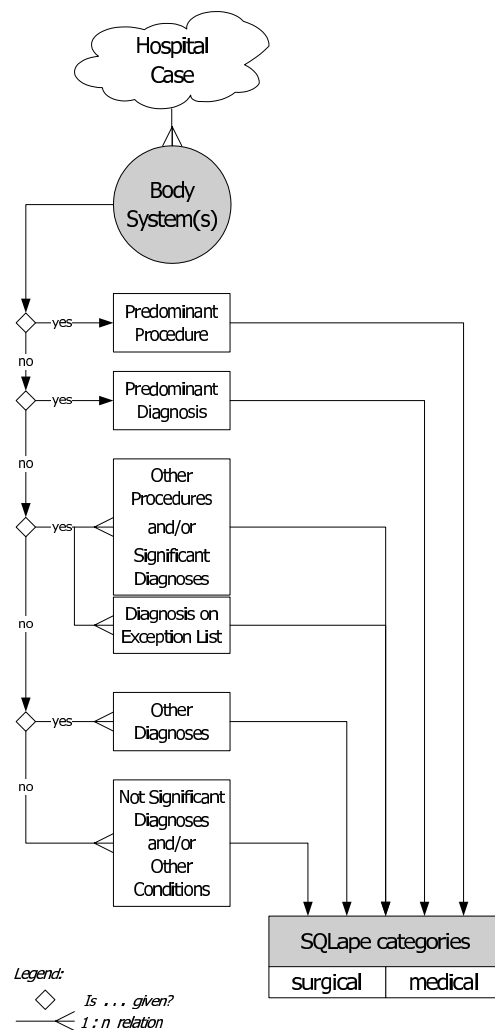 Hospital
Case
Body
System(s)
yes
Predominant
Procedure
no
yes
Predominant
Diagnosis
no
yes
Other
Procedures
and/or
Significant
Diagnoses
Diagnosis on
Exception List
no
yes
Other
Diagnoses
no
Not Significant
Diagnoses
and/or
Other
Conditions
SQLape categories
surgical
medical
Legend:
Is ... given?
1 : n relation